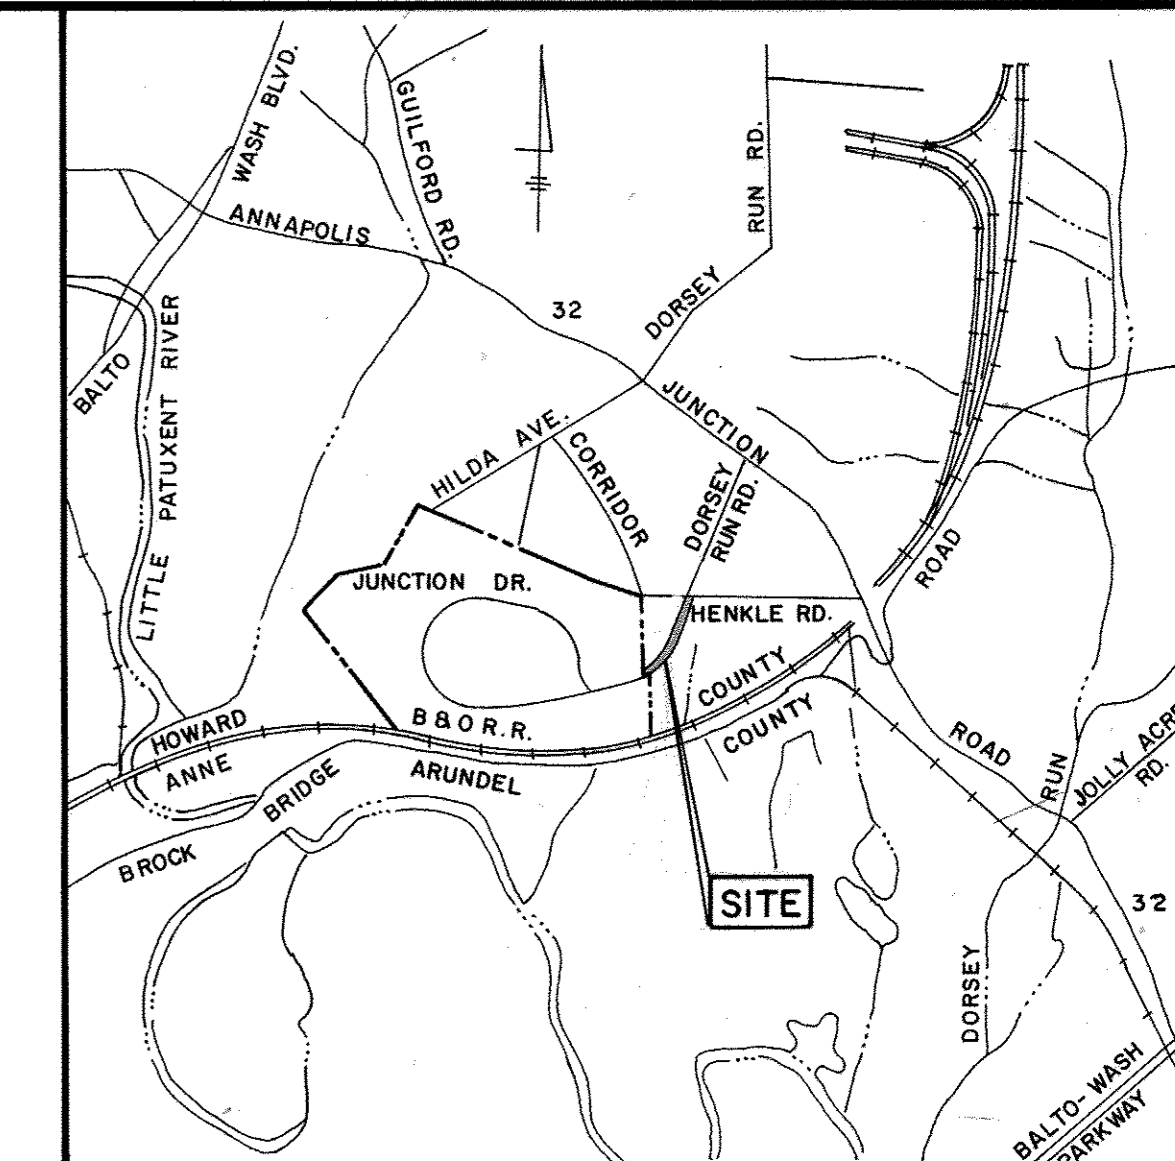 WASH BLVD.
GUILFORD RD.
RUN RD.
ANNAPOLIS
DORSEY
32
LITTLE PATUXENT RIVER
BALTO
JUNCTION
HILDA AVE.
CORRIDOR
DORSEY
RUN RD.
ROAD
JUNCTION DR.
HENKLE RD.
COUNTY
COUNTY
HOWARD
B&O R.R.
ANNE
ARUNDEL
BRIDGE
BROCK
ROAD
RUN
JOLLY ACRE
RD.
SITE
32
DORSEY
BALTO-WASH
PARKWAY